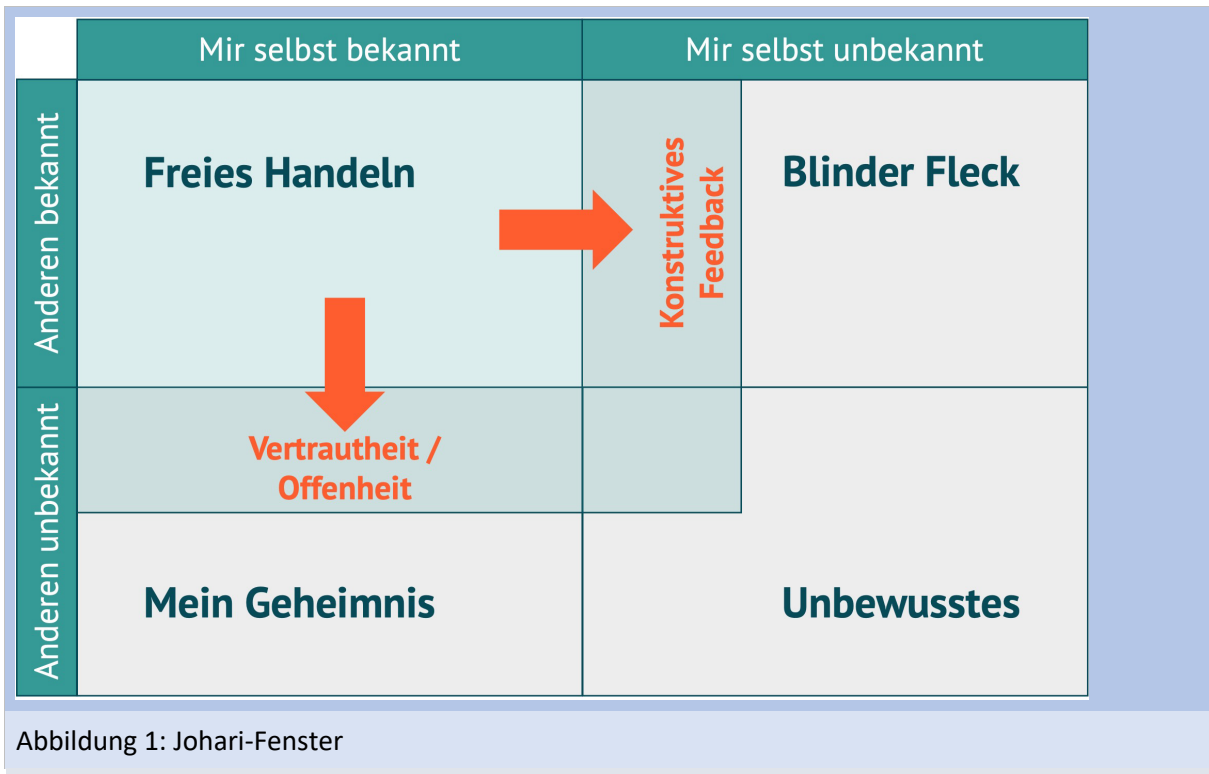 Mir selbst bekannt
Mir selbst unbekannt
Anderen bekannt
Freies Handeln
Konstruktives
Feedback
Blinder Fleck
Anderen unbekannt
Vertrautheit /
Offenheit
Mein Geheimnis
Unbewusstes
Abbildung 1: Johari-Fenster